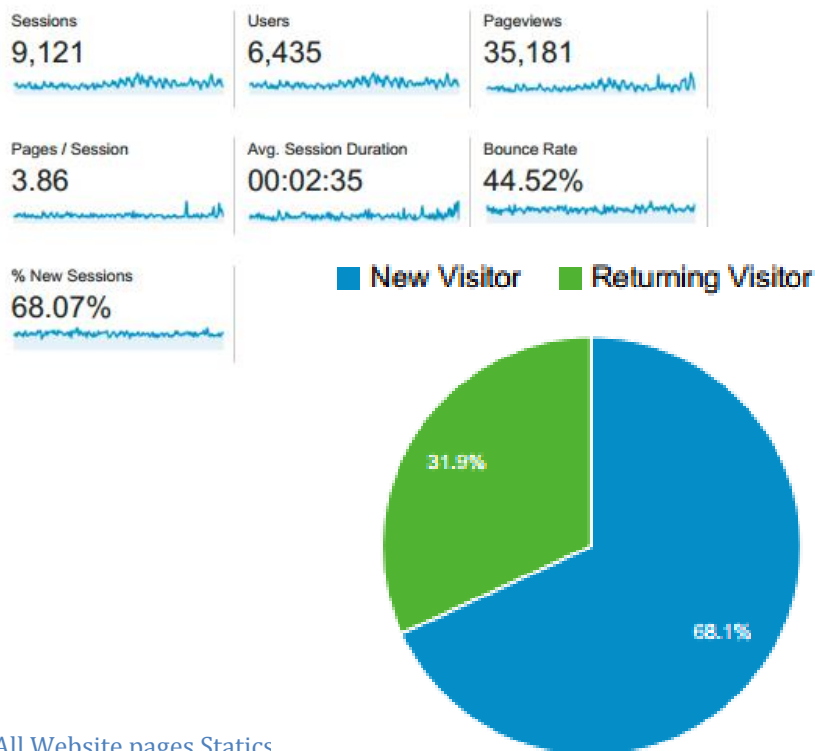 Sessions
9,121
Users
6,435
Pageviews
35,181
Pages / Session
3.86
Avg. Session Duration
00:02:35
Bounce Rate
44.52%
% New Sessions
68.07%
New Visitor
Returning Visitor
31.9%
68.1%
All Website pages Statics